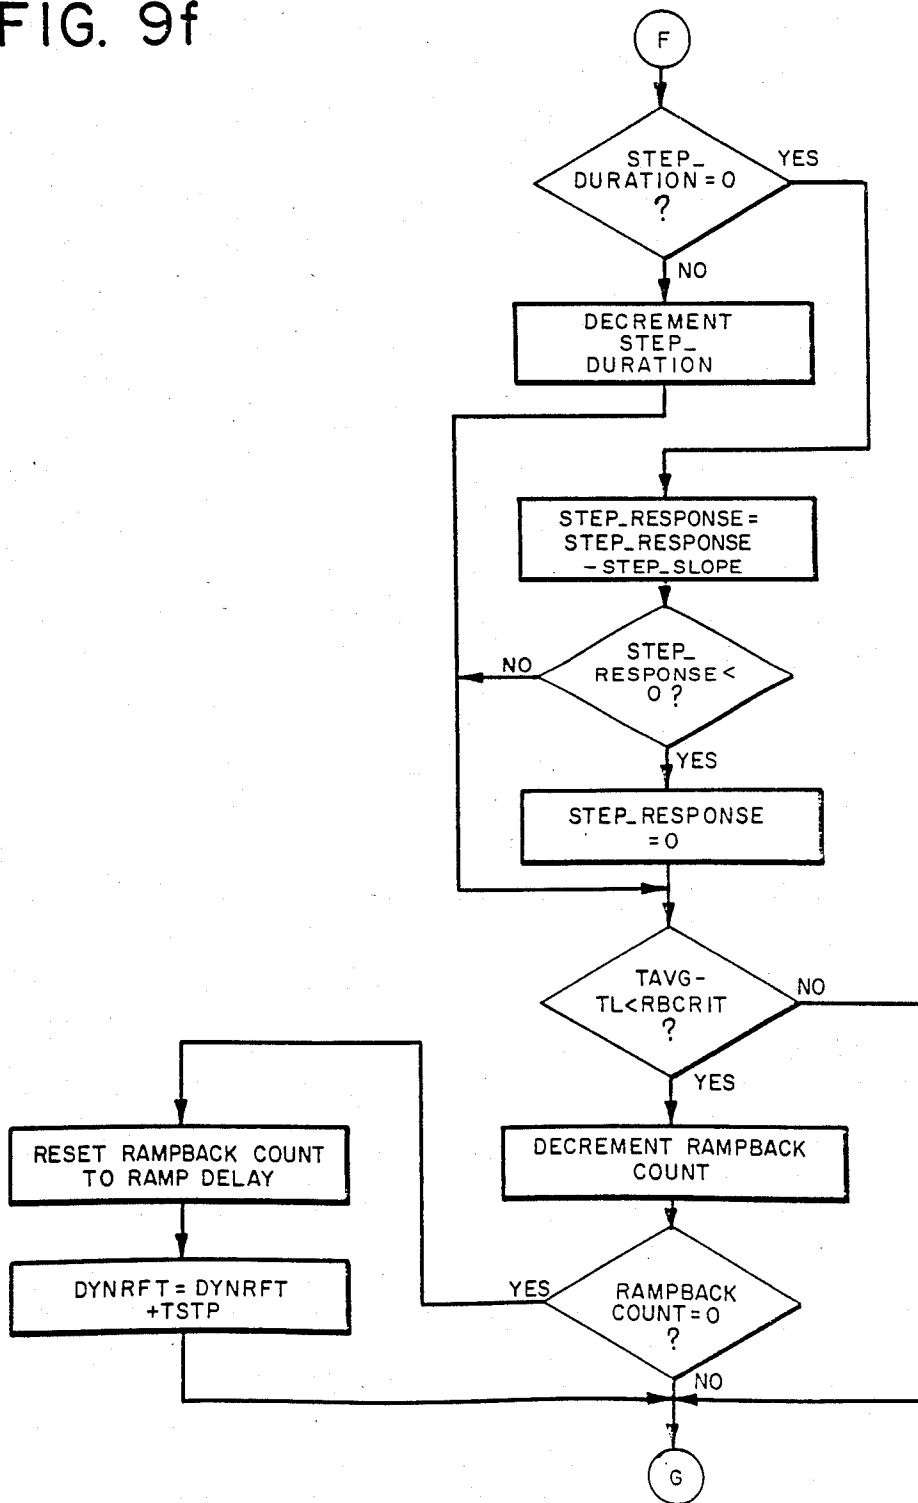 FIG. 9f
F
STEP_
DURATION = 0
?
YES
NO
DECREMENT
STEP_
DURATION
STEP_RESPONSE =
STEP_RESPONSE
- STEP_SLOPE
STEP_
RESPONSE <
0 ?
NO
YES
STEP_RESPONSE
= 0
TAVG-
TL<RBCRIT
?
NO
YES
DECREMENT RAMPBACK
COUNT
RESET RAMPBACK COUNT
TO RAMP DELAY
DYNRFT = DYNRFT
+TSTP
YES
RAMPBACK
COUNT=0
?
NO
G